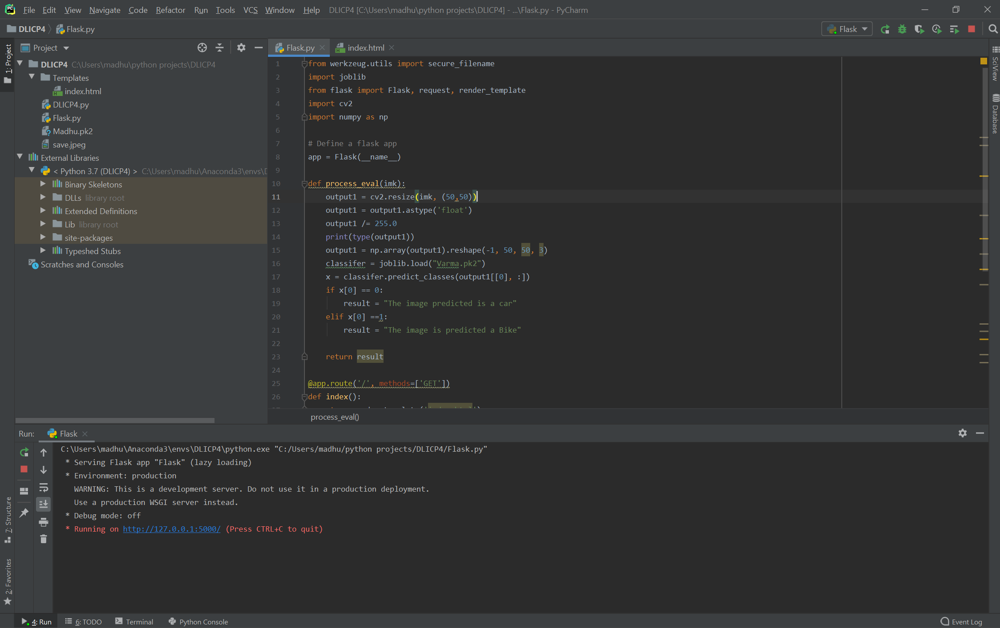 File Edit View Navigate Code Refactor Run Tools VCS Window Help DLICP4 [C:\Users\madhu\python projects\DLICP4] - ...\Flask.py - PyCharm
DLICP4 Flask.py
Flask
1: Project
Project
DLICP4 C:\Users\madhu\python projects\DLICP4
Templates
index.html
DLICP4.py
Flask.py
Madhu.pk2
save.jpeg
External Libraries
< Python 3.7 (DLICP4) > C:\Users\madhu\Anaconda3\envs\D
Binary Skeletons
DLLs library root
Extended Definitions
Lib library root
site-packages
Typeshed Stubs
Scratches and Consoles
Flask.py
index.html
1 from werkzeug.utils import secure_filename
2 import joblib
3 from flask import Flask, request, render_template
4 import cv2
5 import numpy as np
6
7 # Define a flask app
8 app = Flask(__name__)
9
10 def process_eval(imk):
11 output1 = cv2.resize(imk, (50,50))
12 output1 = output1.astype('float')
13 output1 /= 255.0
14 print(type(output1))
15 output1 = np.array(output1).reshape(-1, 50, 50, 3)
16 classifer = joblib.load("Varma.pk2")
17 x = classifer.predict_classes(output1[[0], :])
18 if x[0] == 0:
19 result = "The image predicted is a car"
20 elif x[0] ==1:
21 result = "The image is predicted a Bike"
22
23 return result
24
25 @app.route('/', methods=['GET'])
26 def index():
process_eval()
SciView
Database
Run: Flask
C:\Users\madhu\Anaconda3\envs\DLICP4\python.exe "C:/Users/madhu/python projects/DLICP4/Flask.py"
* Serving Flask app "Flask" (lazy loading)
* Environment: production
WARNING: This is a development server. Do not use it in a production deployment.
Use a production WSGI server instead.
* Debug mode: off
* Running on http://127.0.0.1:5000/ (Press CTRL+C to quit)
7: Structure
2: Favorites
4: Run 6: TODO Terminal Python Console Event Log